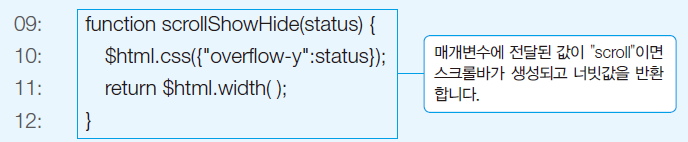 09: function scrollShowHide(status) {
10: $html.css({"overflow-y":status});
11: return $html.width( );
12: }
매개변수에 전달된 값이 "scroll"이면
스크롤바가 생성되고 너빗값을 반환
합니다.